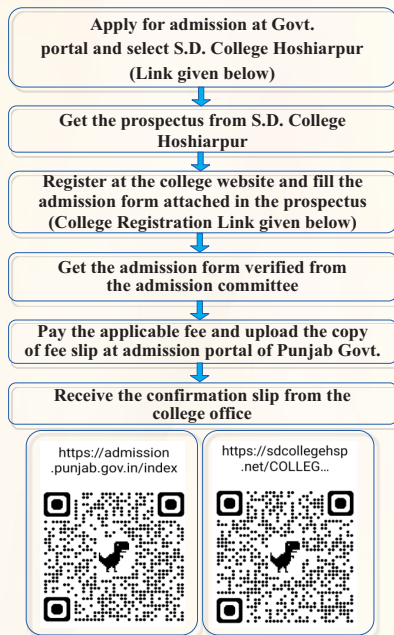 Apply for admission at Govt.
portal and select S.D. College Hoshiarpur
(Link given below)
Get the prospectus from S.D. College
Hoshiarpur
Register at the college website and fill the
admission form attached in the prospectus
(College Registration Link given below)
Get the admission form verified from
the admission committee
Pay the applicable fee and upload the copy
of fee slip at admission portal of Punjab Govt.
Receive the confirmation slip from the
college office
https://admission
.punjab.gov.in/index
https://sdcollegehsp
.net/COLLEG...